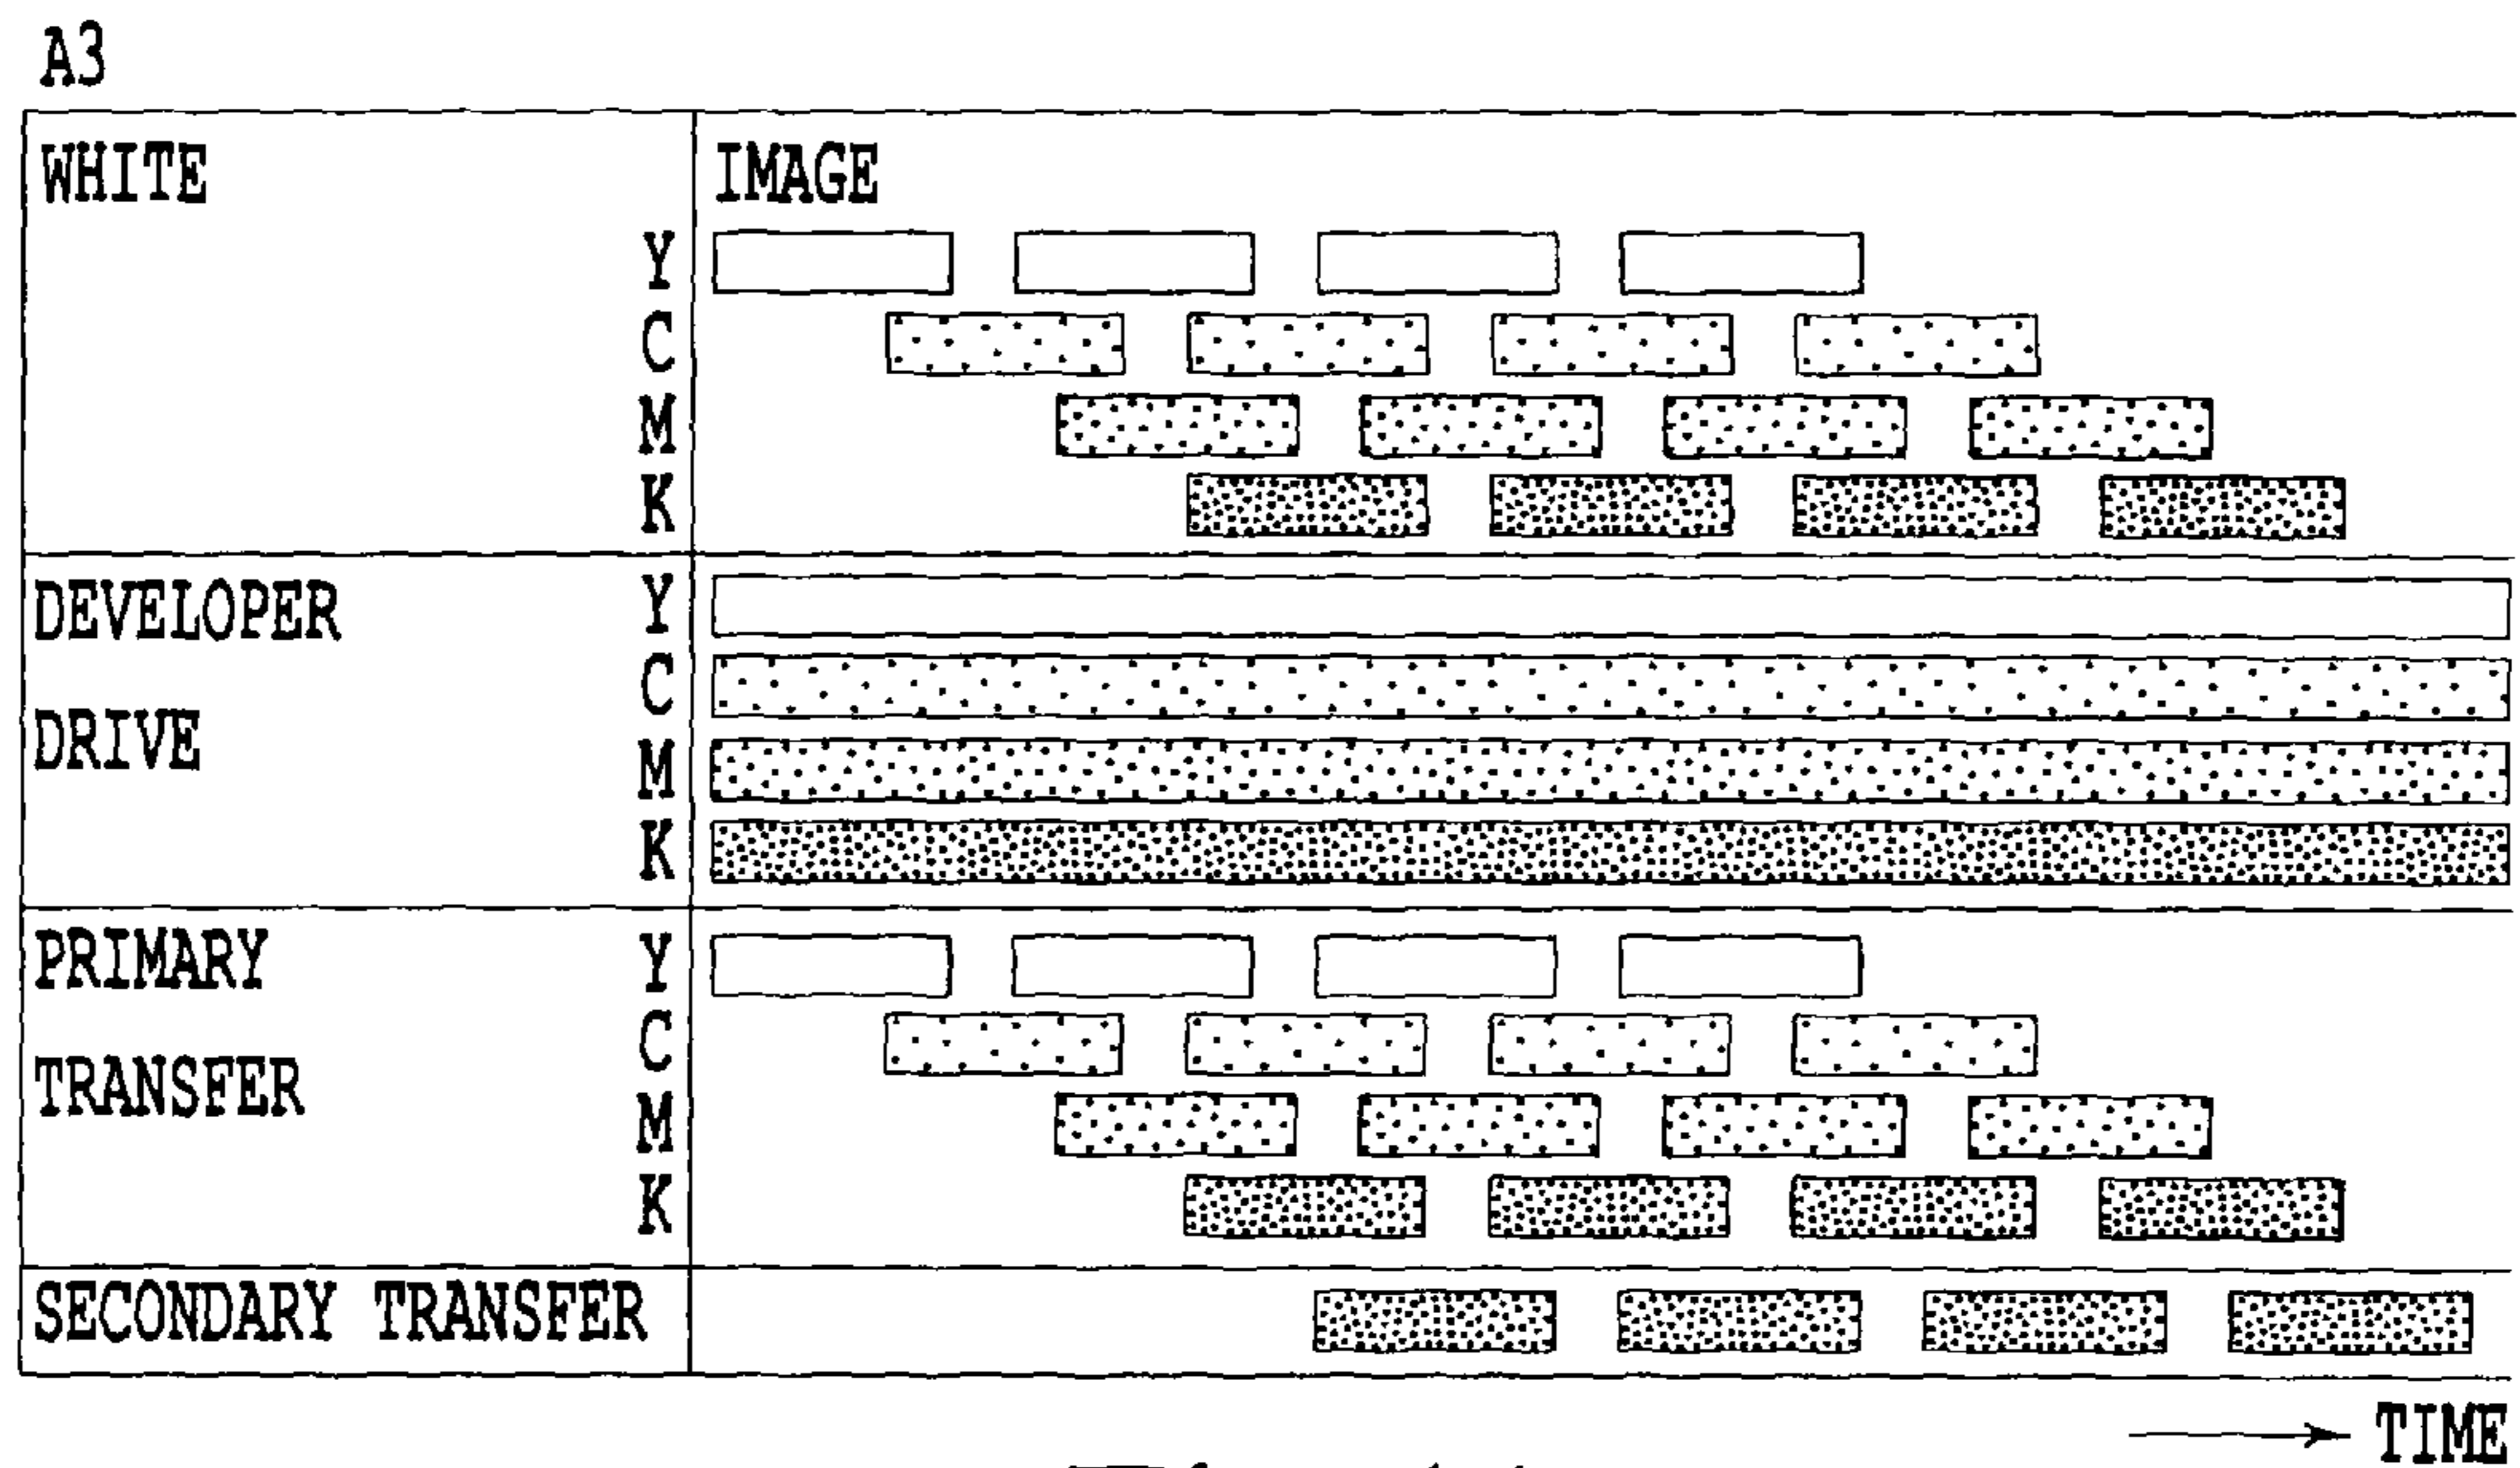 A3
WHITE IMAGE
Y
C
M
K
DEVELOPER Y
C
DRIVE
M
K
PRIMARY Y
C
TRANSFER
M
K
SECONDARY TRANSFER
TIME